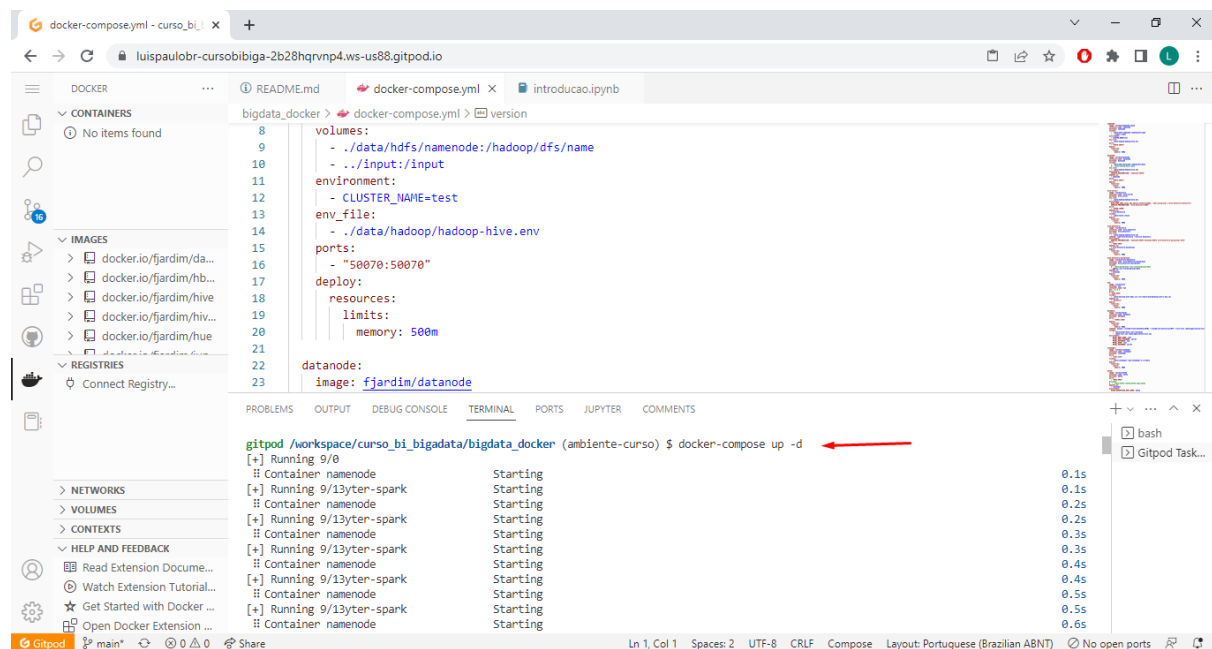 docker-compose.yml - curso_bi_l
luispaulobr-cursobibiga-2b28hqrvnp4.ws-us88.gitpod.io
L
DOCKER
README.md
docker-compose.yml
introducao.ipynb
CONTAINERS
No items found
16
IMAGES
docker.io/fjardim/da...
docker.io/fjardim/hb...
docker.io/fjardim/hive
docker.io/fjardim/hiv...
docker.io/fjardim/hue
REGISTRIES
Connect Registry...
NETWORKS
VOLUMES
CONTEXTS
HELP AND FEEDBACK
Read Extension Docume...
Watch Extension Tutorial...
Get Started with Docker ...
Open Docker Extension ...
bigdata_docker > docker-compose.yml > version
8 volumes:
9 - ./data/hdfs/namenode:/hadoop/dfs/name
10 - ../input:/input
11 environment:
12 - CLUSTER_NAME=test
13 env_file:
14 - ./data/hadoop/hadoop-hive.env
15 ports:
16 - "50070:50070"
17 deploy:
18 resources:
19 limits:
20 memory: 500m
21
22 datanode:
23 image: fjardim/datanode
PROBLEMS OUTPUT DEBUG CONSOLE TERMINAL PORTS JUPYTER COMMENTS
gitpod /workspace/curso_bi_bigadata/bigdata_docker (ambiente-curso) $ docker-compose up -d
[+] Running 9/0
⠿ Container namenode Starting 0.1s
[+] Running 9/13yter-spark Starting 0.1s
⠿ Container namenode Starting 0.2s
[+] Running 9/13yter-spark Starting 0.2s
⠿ Container namenode Starting 0.3s
[+] Running 9/13yter-spark Starting 0.3s
⠿ Container namenode Starting 0.4s
[+] Running 9/13yter-spark Starting 0.4s
⠿ Container namenode Starting 0.5s
[+] Running 9/13yter-spark Starting 0.5s
⠿ Container namenode Starting 0.6s
bash
Gitpod Task...
Gitpod main* 0 0 Share Ln 1, Col 1 Spaces: 2 UTF-8 CRLF Compose Layout: Portuguese (Brazilian ABNT) No open ports